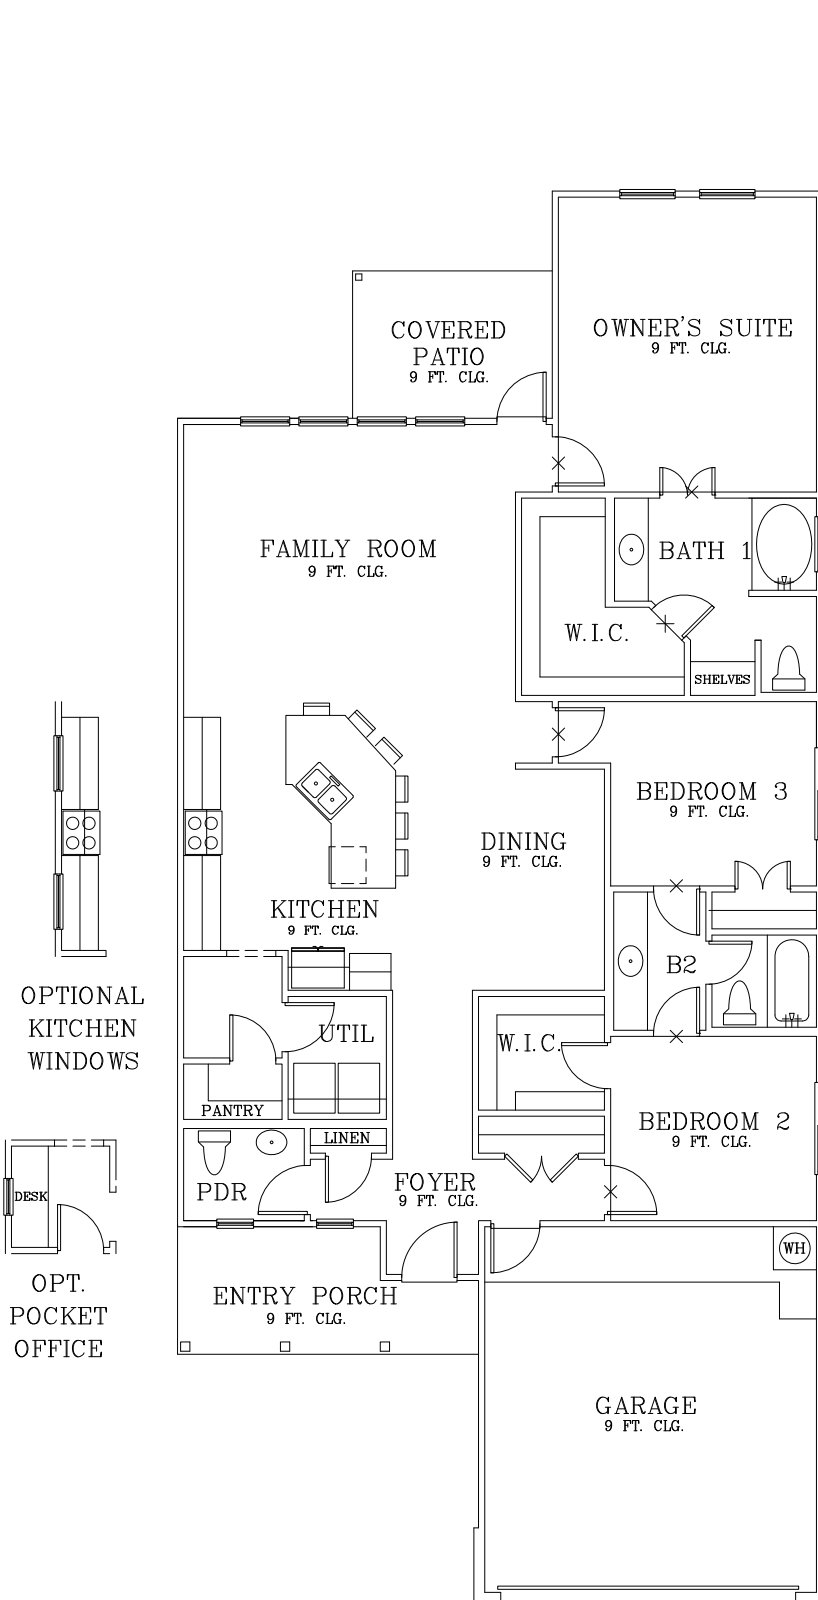 OWNER'S SUITE
9 FT. CLG.
COVERED
PATIO
9 FT. CLG.
FAMILY ROOM
9 FT. CLG.
BATH 1
W.I.C.
SHELVES
BEDROOM 3
9 FT. CLG.
DINING
9 FT. CLG.
KITCHEN
9 FT. CLG.
B2
OPTIONAL
KITCHEN
WINDOWS
UTIL
W.I.C.
PANTRY
BEDROOM 2
9 FT. CLG.
LINEN
PDR
FOYER
9 FT. CLG.
DESK
OPT.
POCKET
OFFICE
WH
ENTRY PORCH
9 FT. CLG.
GARAGE
9 FT. CLG.